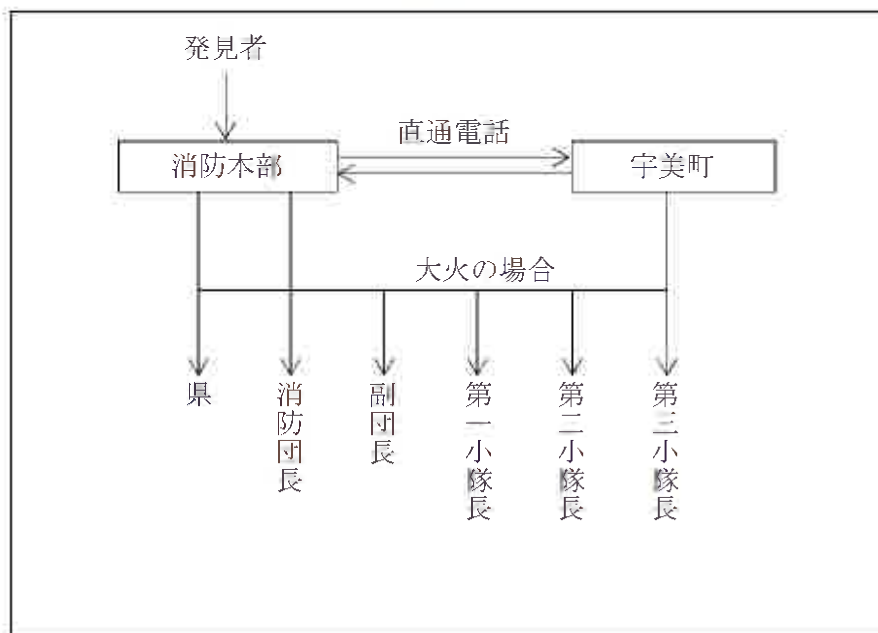 発見者
直通電話
消防本部
宇美町
大火の場合
県
消防団長
副団長
第一小隊長
第二小隊長
第三小隊長